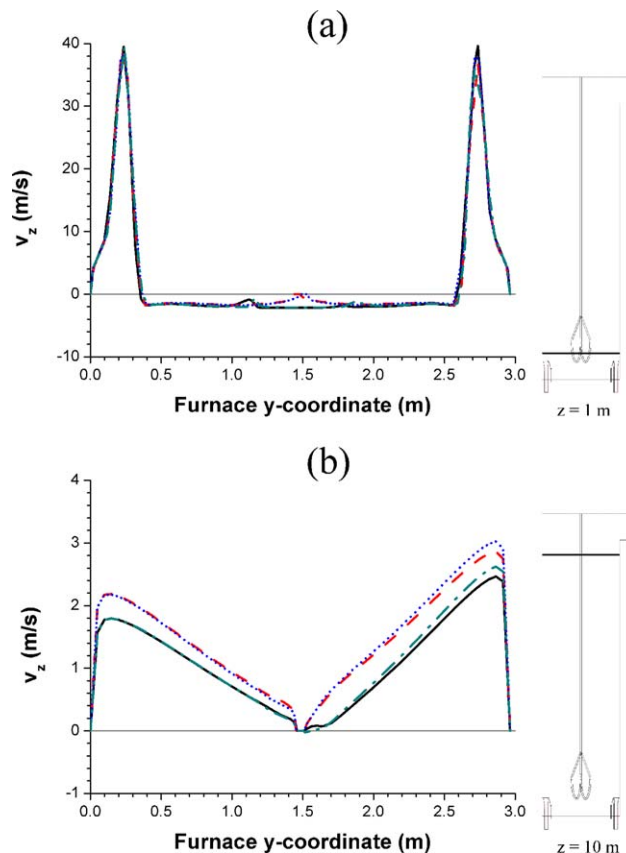 (a)
40
30
20
10
0
-10
v_z (m/s)
0.0 0.5 1.0 1.5 2.0 2.5 3.0
Furnace y-coordinate (m)
z = 1 m
(b)
4
3
2
1
0
-1
v_z (m/s)
0.0 0.5 1.0 1.5 2.0 2.5 3.0
Furnace y-coordinate (m)
z = 10 m